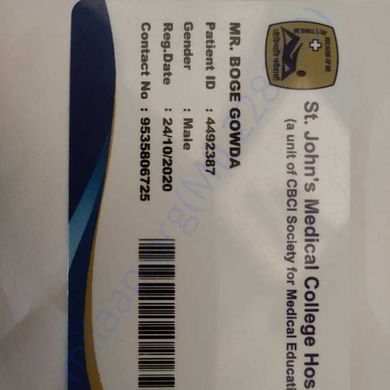 St. John's Medical College Hos
(a unit of CBCI Society for Medical Educati
MR. BOGE GOWDA
Patient ID : 4492387
Gender : Male
Reg.Date : 24/10/2020
Contact No : 9535806725